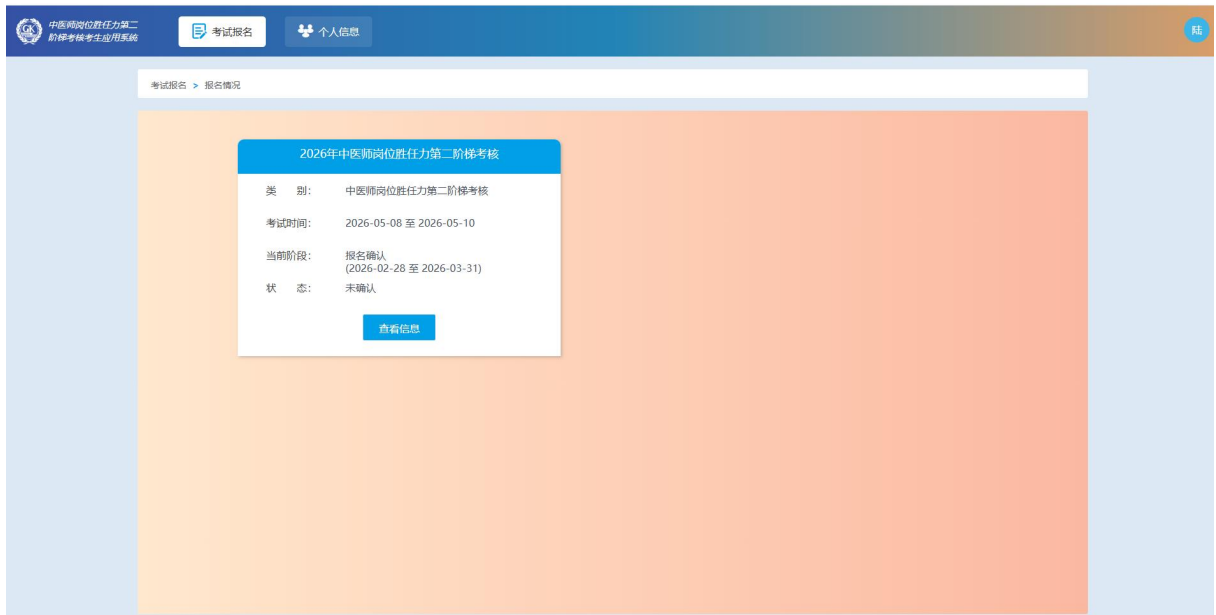 GK
中医师岗位胜任力第二
阶梯考核考生应用系统
考试报名
个人信息
陆
考试报名 > 报名情况
2026年中医师岗位胜任力第二阶梯考核
类 别: 中医师岗位胜任力第二阶梯考核
考试时间: 2026-05-08 至 2026-05-10
当前阶段: 报名确认
(2026-02-28 至 2026-03-31)
状 态: 未确认
查看信息